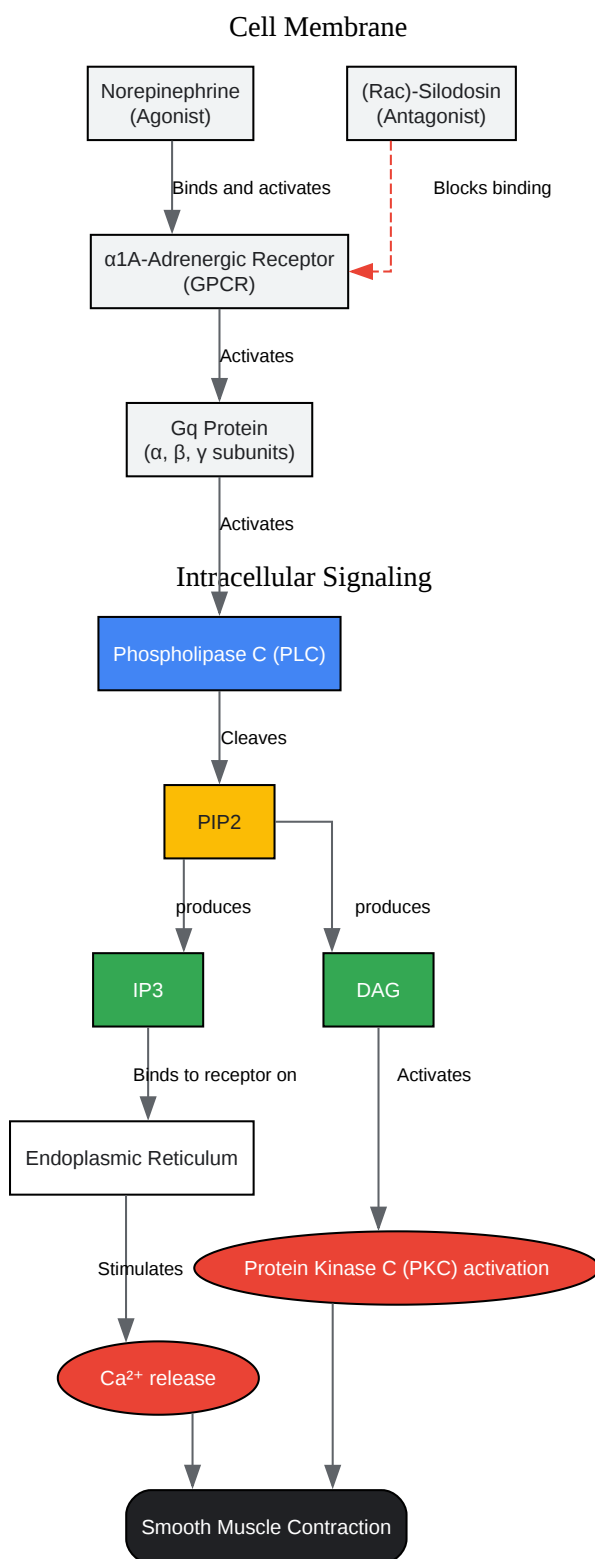 Cell Membrane
Norepinephrine
(Agonist)
(Rac)-Silodosin
(Antagonist)
Binds and activates
Blocks binding
α1A-Adrenergic Receptor
(GPCR)
Activates
Gq Protein
(α, β, γ subunits)
Activates
Intracellular Signaling
Phospholipase C (PLC)
Cleaves
PIP2
produces
produces
IP3
DAG
Binds to receptor on
Activates
Endoplasmic Reticulum
Stimulates
Protein Kinase C (PKC) activation
Ca²⁺ release
Smooth Muscle Contraction